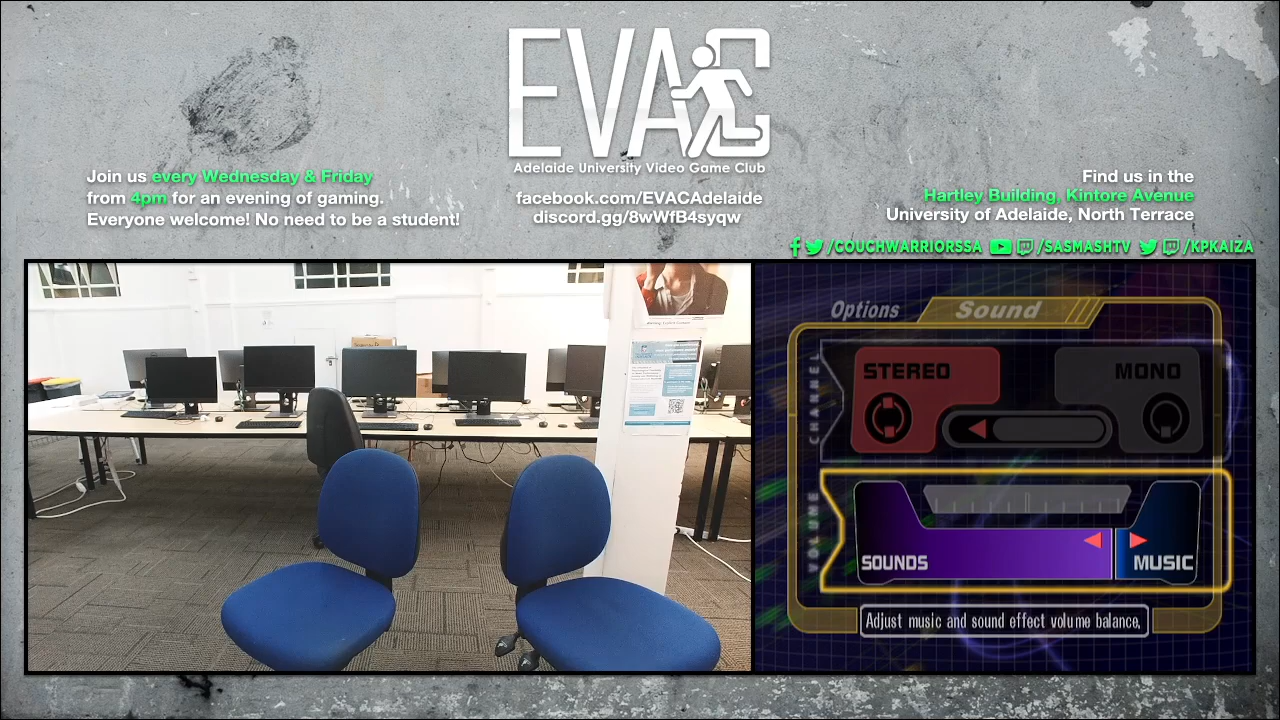 EVAC
Adelaide University Video Game Club
Join us every Wednesday & Friday
from 4pm for an evening of gaming.
Everyone welcome! No need to be a student!
facebook.com/EVACAdelaide
discord.gg/8wWfB4syqw
Find us in the
Hartley Building, Kintore Avenue
University of Adelaide, North Terrace
/COUCHWARRIORSSA /SASMASHTV /KPKAIZA
Options Sound
CHANNEL
STEREO MONO
VOLUME
SOUNDS MUSIC
Adjust music and sound effect volume balance.